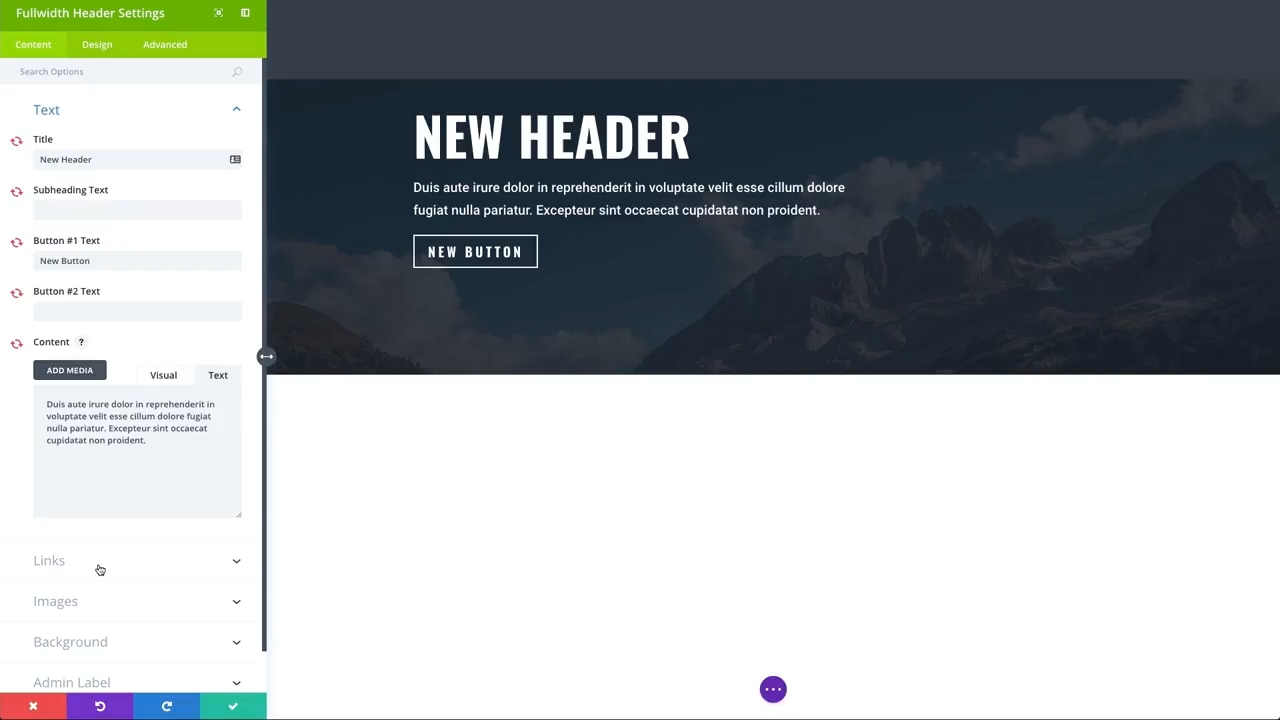 Fullwidth Header Settings
Content Design Advanced
Search Options
Text
Title
New Header
Subheading Text
Button #1 Text
New Button
Button #2 Text
Content ?
ADD MEDIA Visual Text
Duis aute irure dolor in reprehenderit in
voluptate velit esse cillum dolore fugiat
nulla pariatur. Excepteur sint occaecat
cupidatat non proident.
Links
Images
Background
Admin Label
NEW HEADER
Duis aute irure dolor in reprehenderit in voluptate velit esse cillum dolore
fugiat nulla pariatur. Excepteur sint occaecat cupidatat non proident.
NEW BUTTON